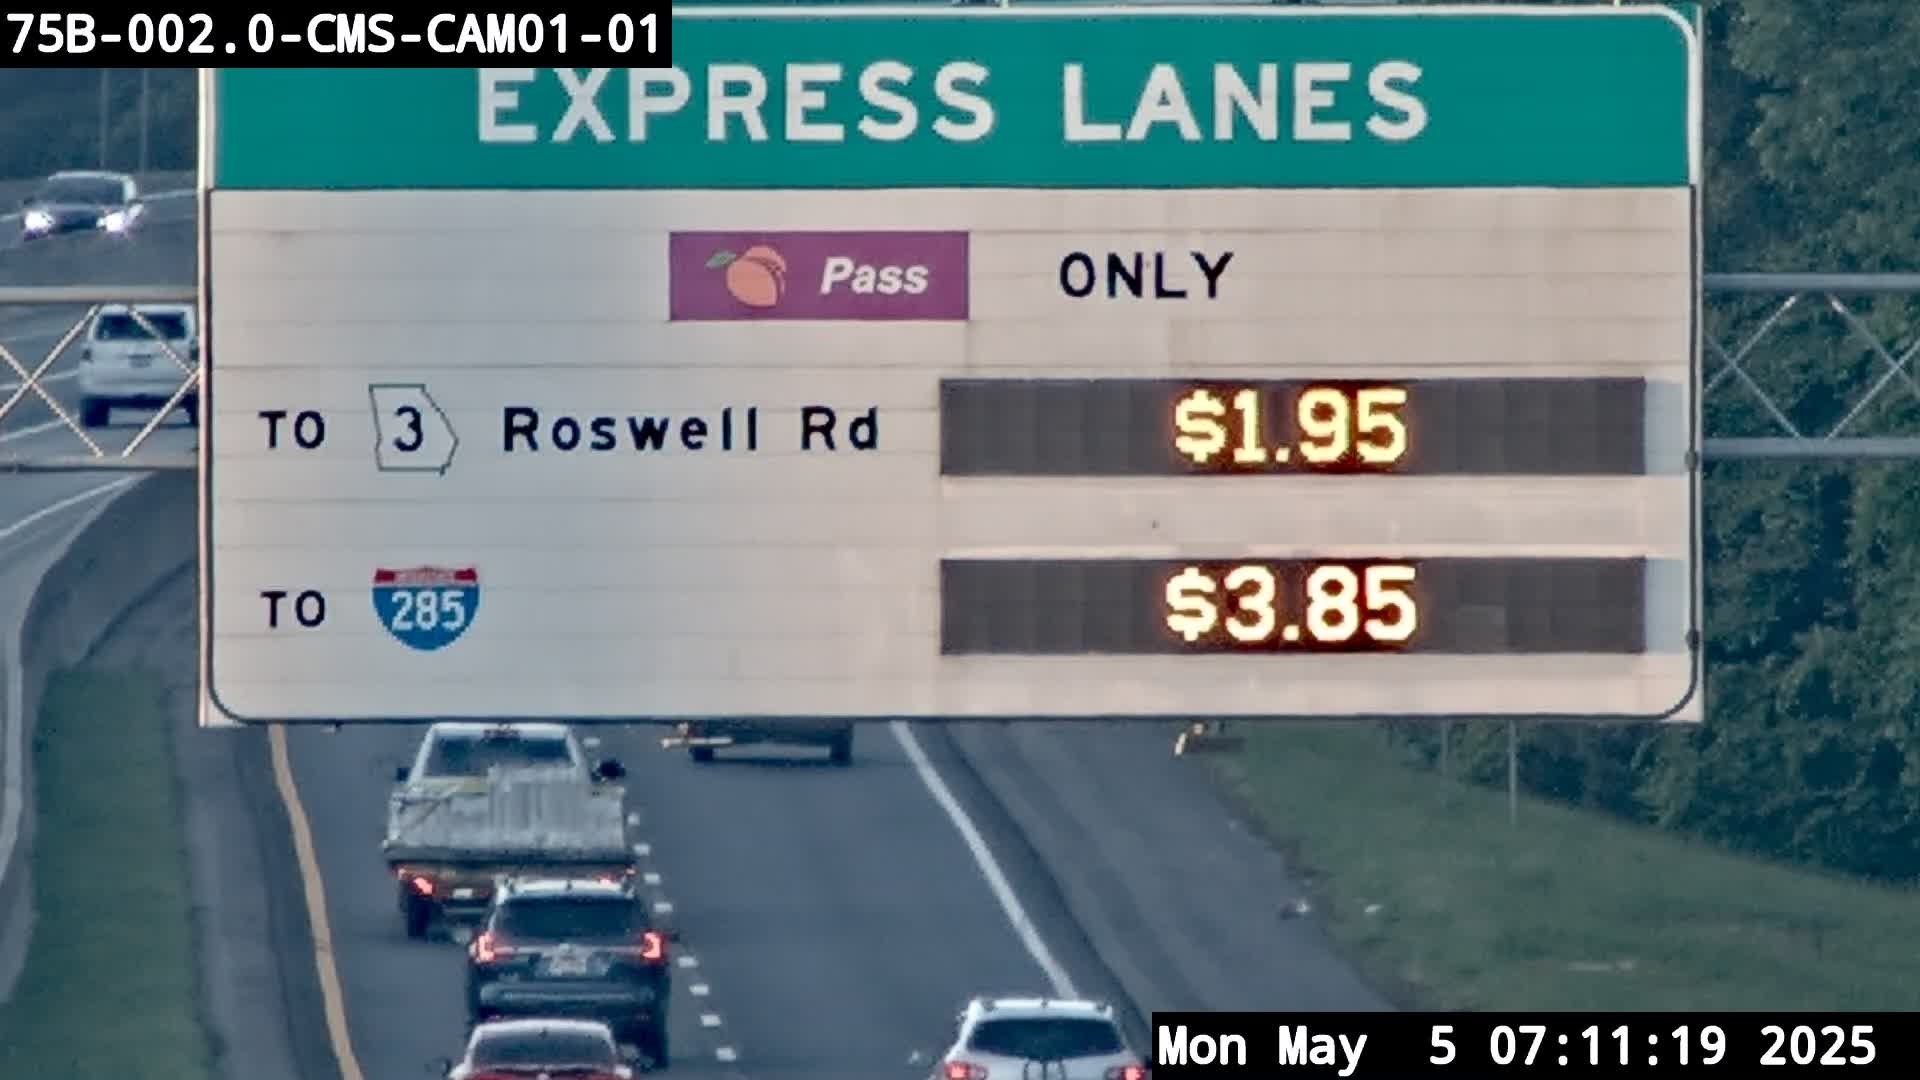 75B-002.0-CMS-CAM01-01
EXPRESS LANES
Pass ONLY
TO 3 Roswell Rd $1.95
TO 285 $3.85
Mon May 5 07:11:19 2025